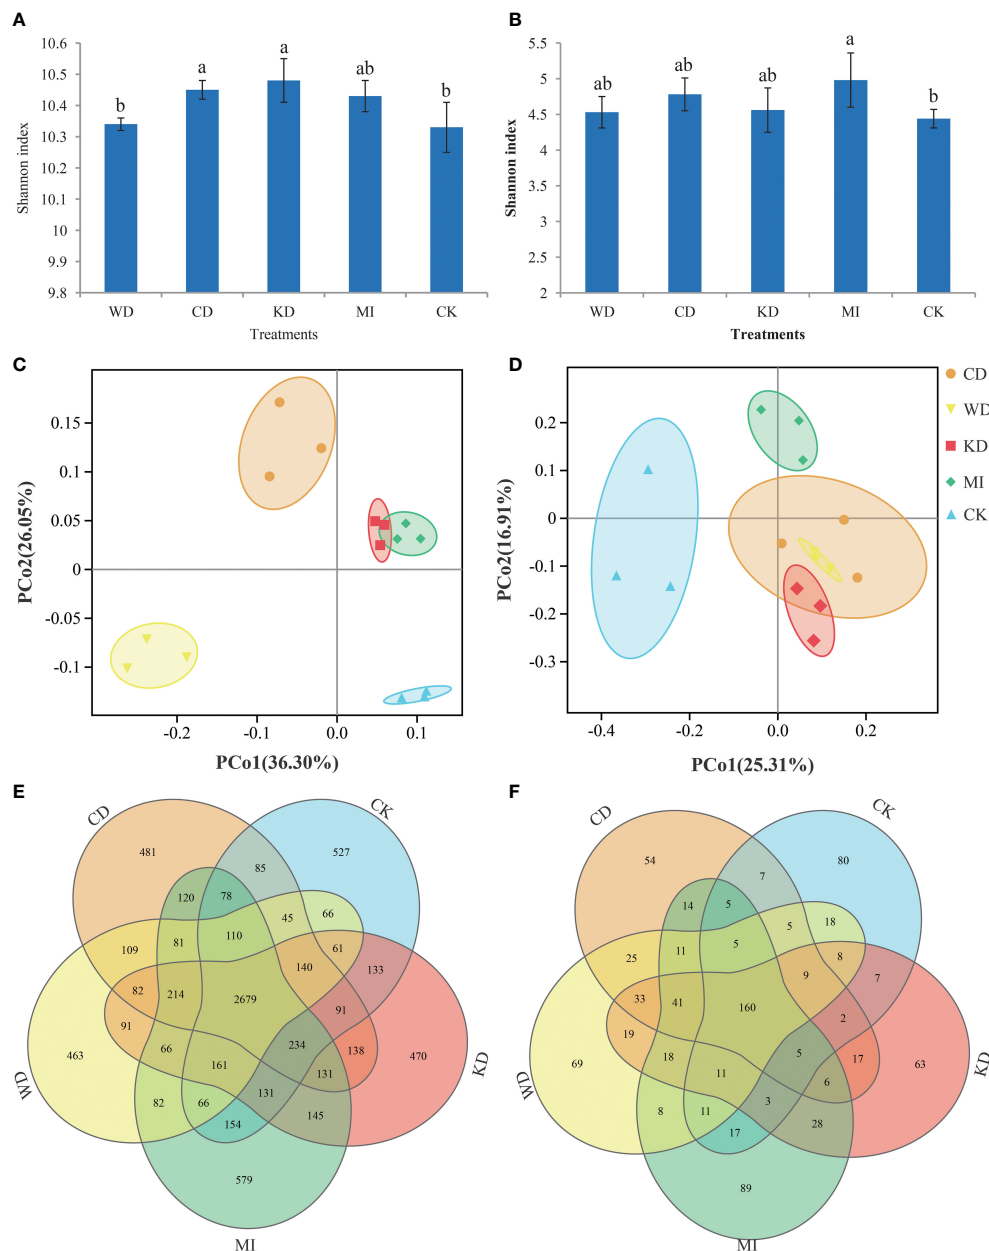 A
10.6
10.5
10.4
10.3
10.2
10.1
10
9.9
9.8
Shannon index
b
a
a
ab
b
WD CD KD MI CK
Treatments
B
5.5
5
4.5
4
3.5
3
2.5
2
Shannon index
ab
ab
ab
a
b
WD CD KD MI CK
Treatments
C
0.15
0.1
0.05
0
-0.05
-0.1
PCo2(26.05%)
-0.2 -0.1 0.0 0.1
PCo1(36.30%)
D
0.2
0.1
0
-0.1
-0.2
-0.3
PCo2(16.91%)
-0.4 -0.2 0.0 0.2
PCo1(25.31%)
CD
WD
KD
MI
CK
E
CD
CK
481
527
85
120
78
45
66
109
81
110
61
133
140
82
214
2679
91
91
463
66
161
234
138
470
131
131
82
66
145
154
579
WD
KD
MI
F
CD
CK
54
80
7
14
5
5
18
25
11
5
8
7
9
33
41
160
2
19
69
18
11
5
17
63
6
3
8
11
28
17
89
WD
KD
MI